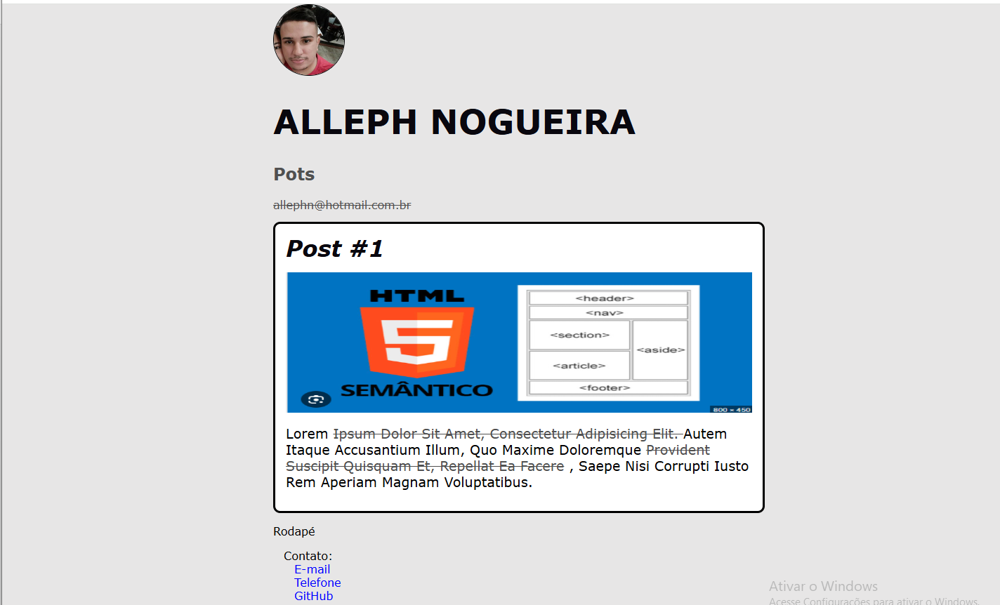 ALLEPH NOGUEIRA
Pots
allephn@hotmail.com.br
Post #1
HTML
5
SEMÂNTICO
<header>
<nav>
<section>
<aside>
<article>
<footer>
800 × 450
Lorem Ipsum Dolor Sit Amet, Consectetur Adipisicing Elit. Autem
Itaque Accusantium Illum, Quo Maxime Doloremque Provident
Suscipit Quisquam Et, Repellat Ea Facere , Saepe Nisi Corrupti Iusto
Rem Aperiam Magnam Voluptatibus.
Rodapé
Contato:
E-mail
Telefone
GitHub
Ativar o Windows
Acesse Configurações para ativar o Windows.